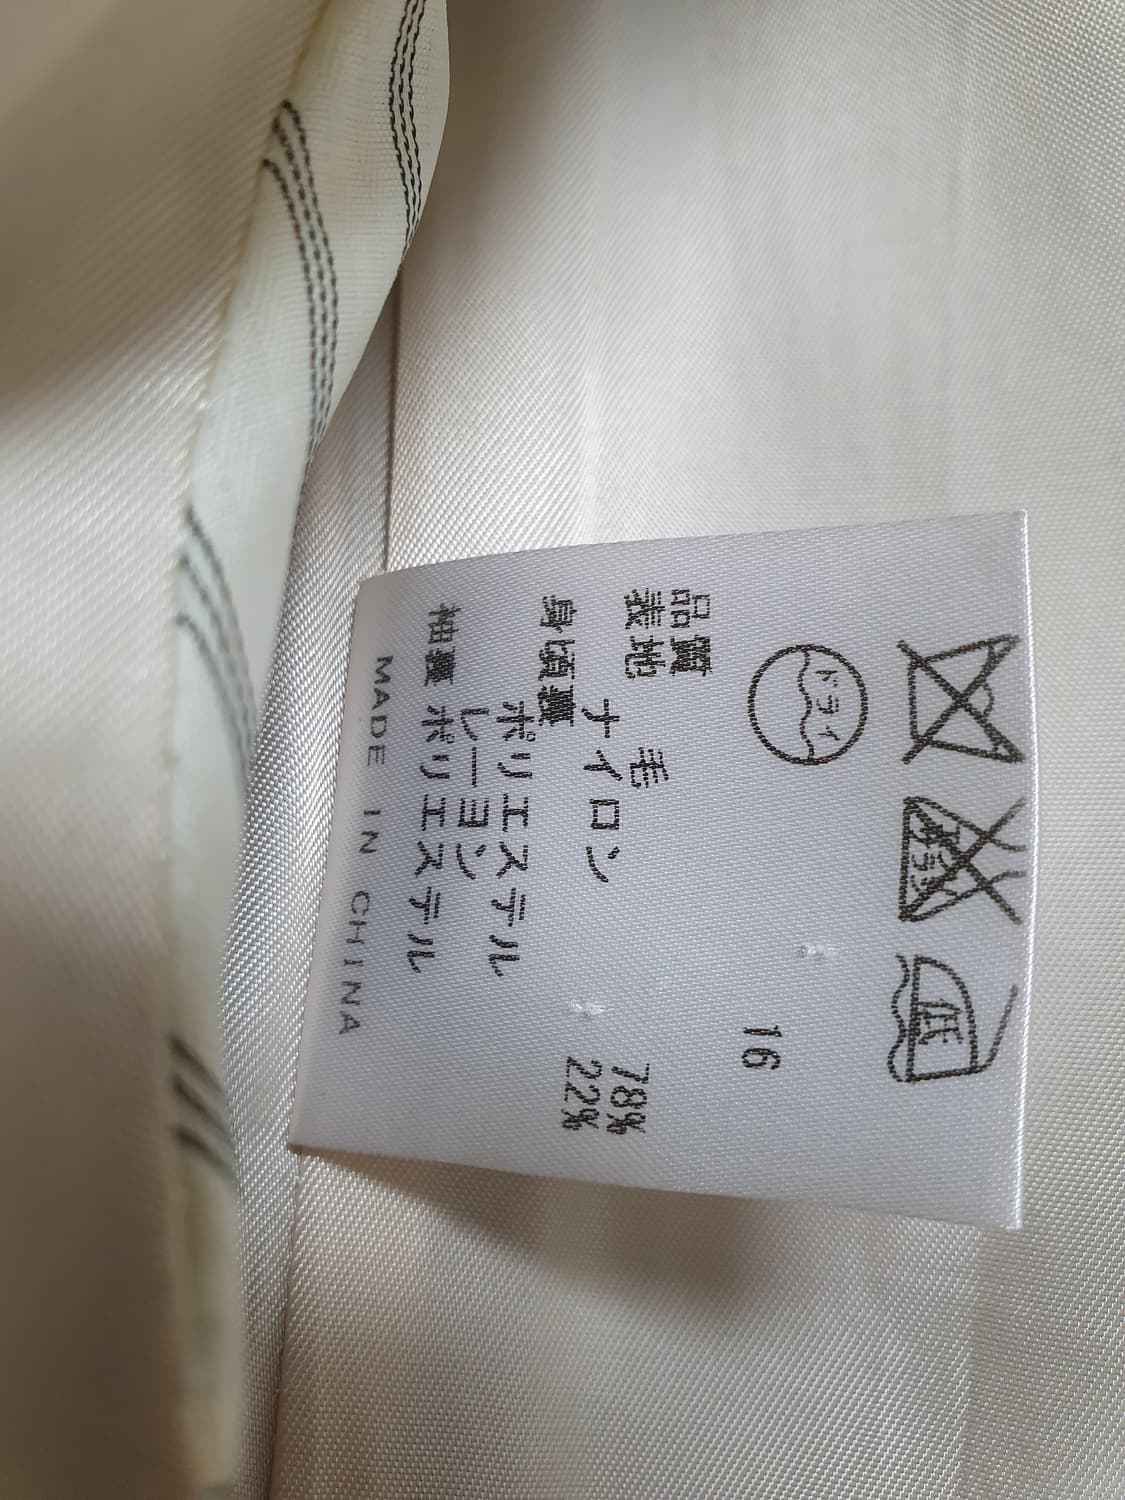 低
ドライ
16
品質
表地 毛 78%
ナイロン 22%
身頃裏
ポリエステル
レーヨン
袖裏 ポリエステル
MADE IN CHINA